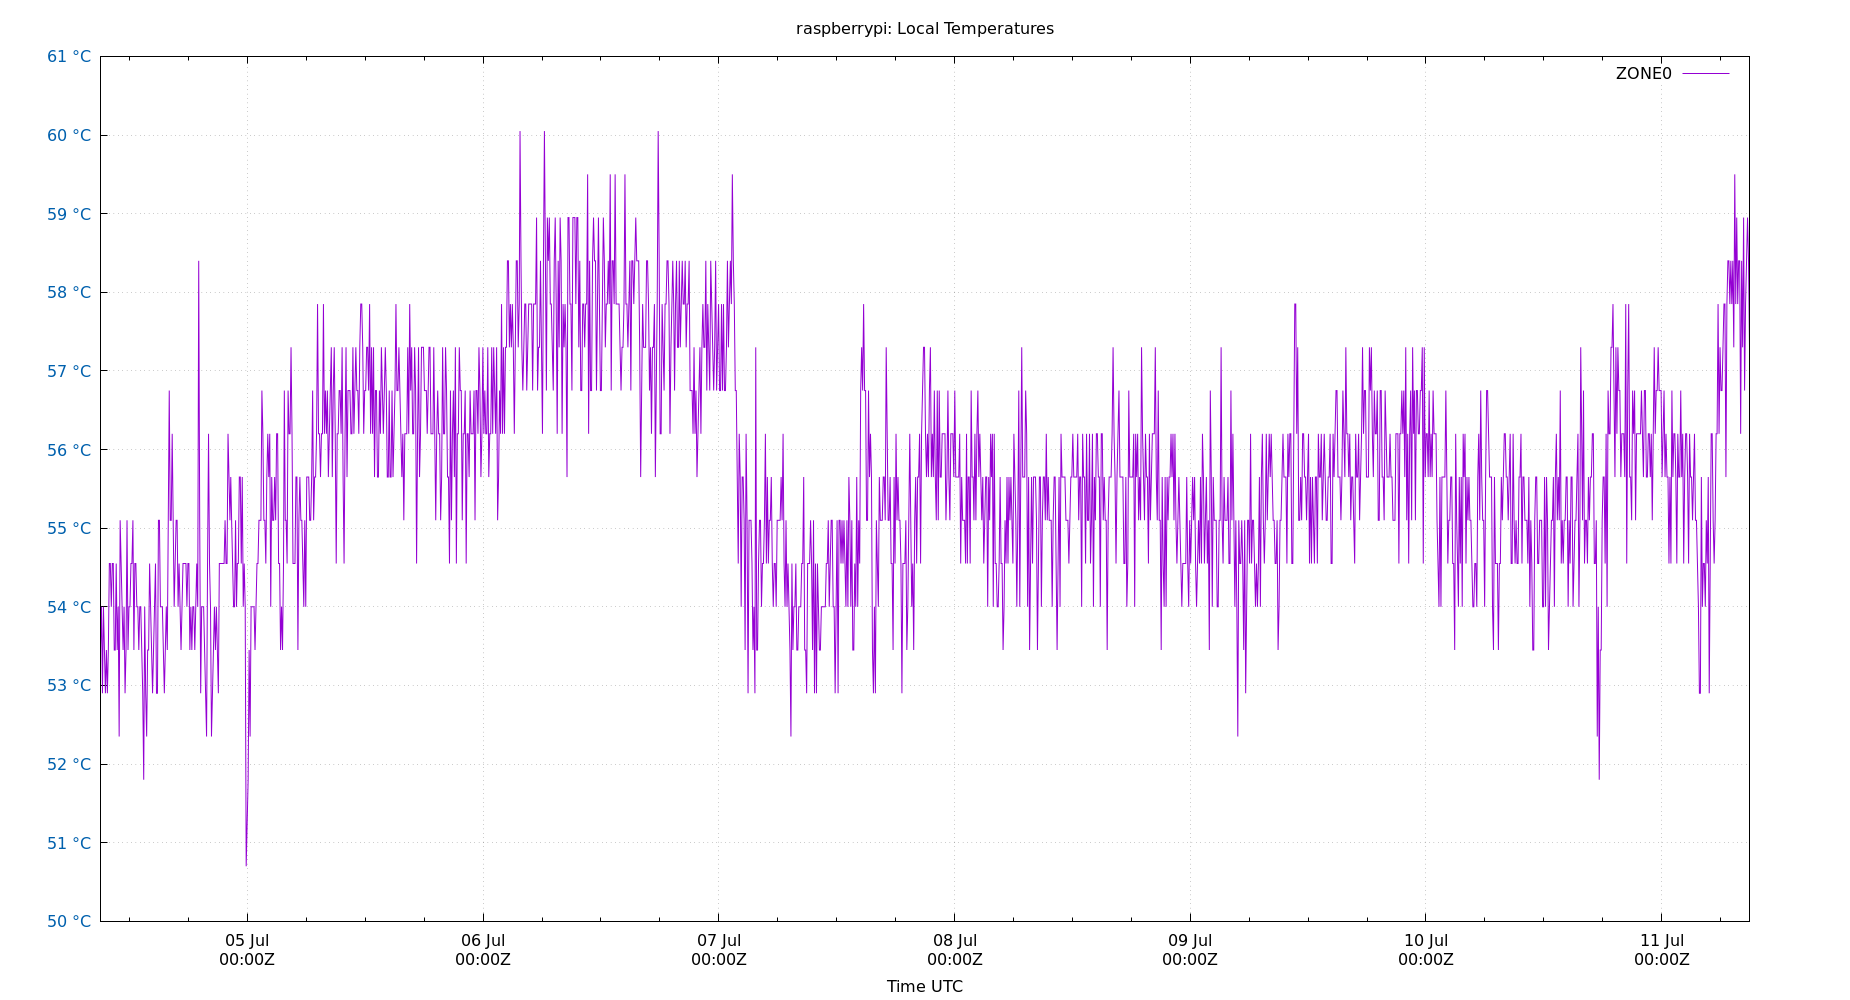 raspberrypi: Local Temperatures
61 °C
ZONE0
60 °C
59 °C
58 °C
57 °C
56 °C
55 °C
54 °C
53 °C
52 °C
51 °C
50 °C
05 Jul 06 Jul 07 Jul 08 Jul 09 Jul 10 Jul 11 Jul
00:00Z 00:00Z 00:00Z 00:00Z 00:00Z 00:00Z 00:00Z
Time UTC